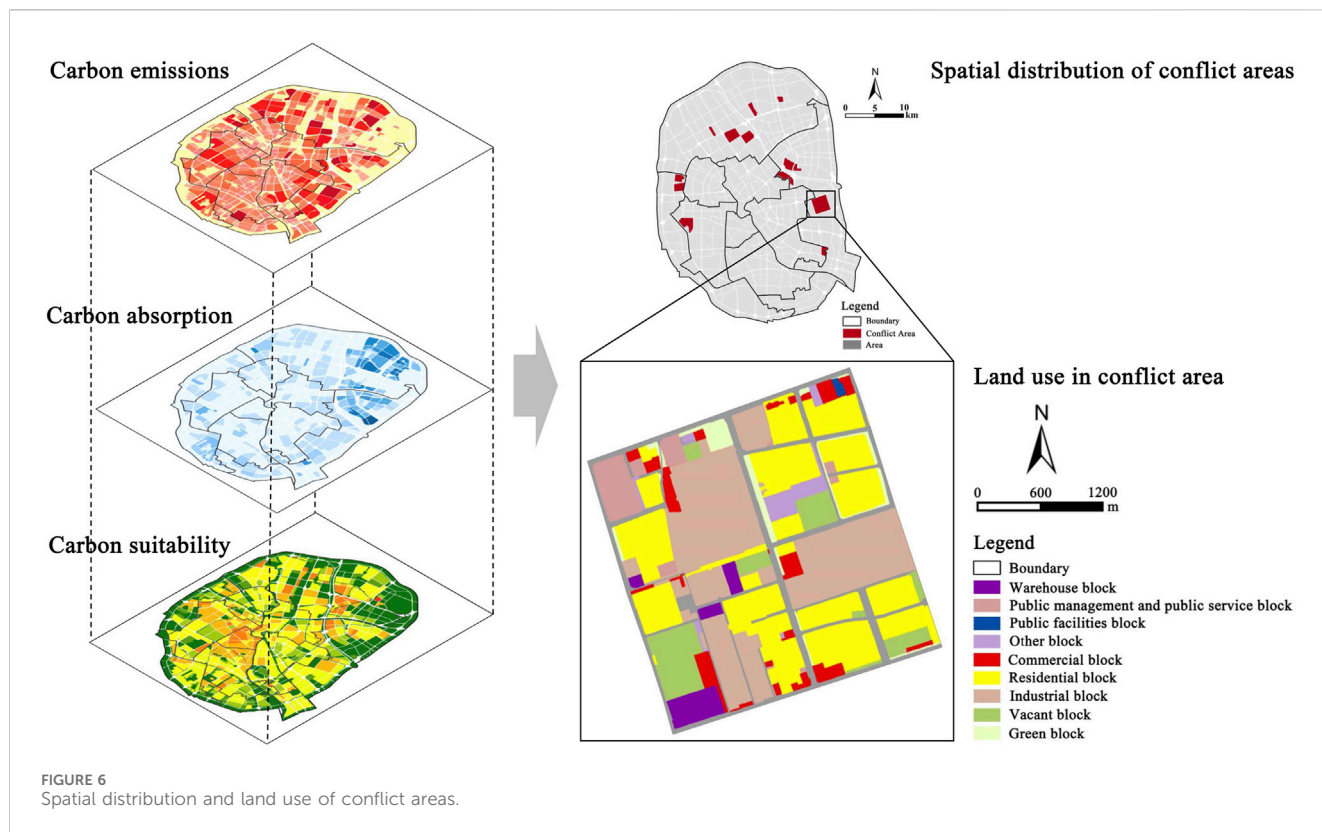 Carbon emissions
Carbon absorption
Carbon suitability
Spatial distribution of conflict areas
N
0 5 10
km
Legend
Boundary
Conflict Area
Area
Land use in conflict area
N
0 600 1200
m
Legend
Boundary
Warehouse block
Public management and public service block
Public facilities block
Other block
Commercial block
Residential block
Industrial block
Vacant block
Green block
FIGURE 6
Spatial distribution and land use of conflict areas.